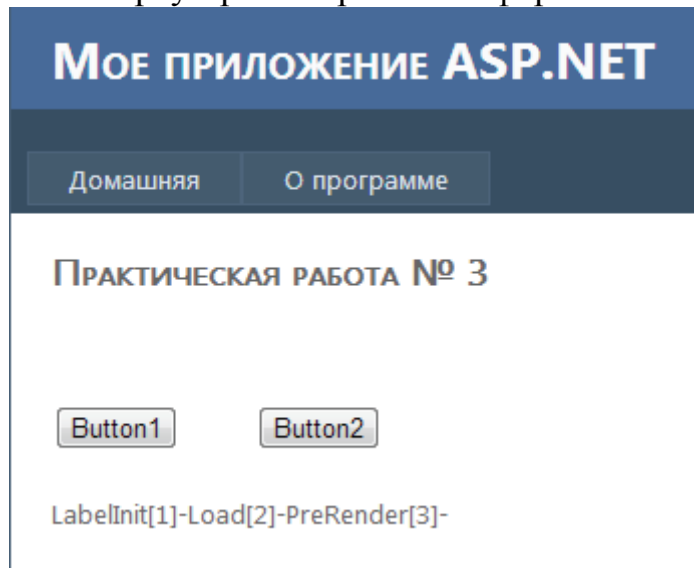 Мое приложение ASP.NET
Домашняя О программе
Практическая работа № 3
Button1 Button2
LabelInit[1]-Load[2]-PreRender[3]-